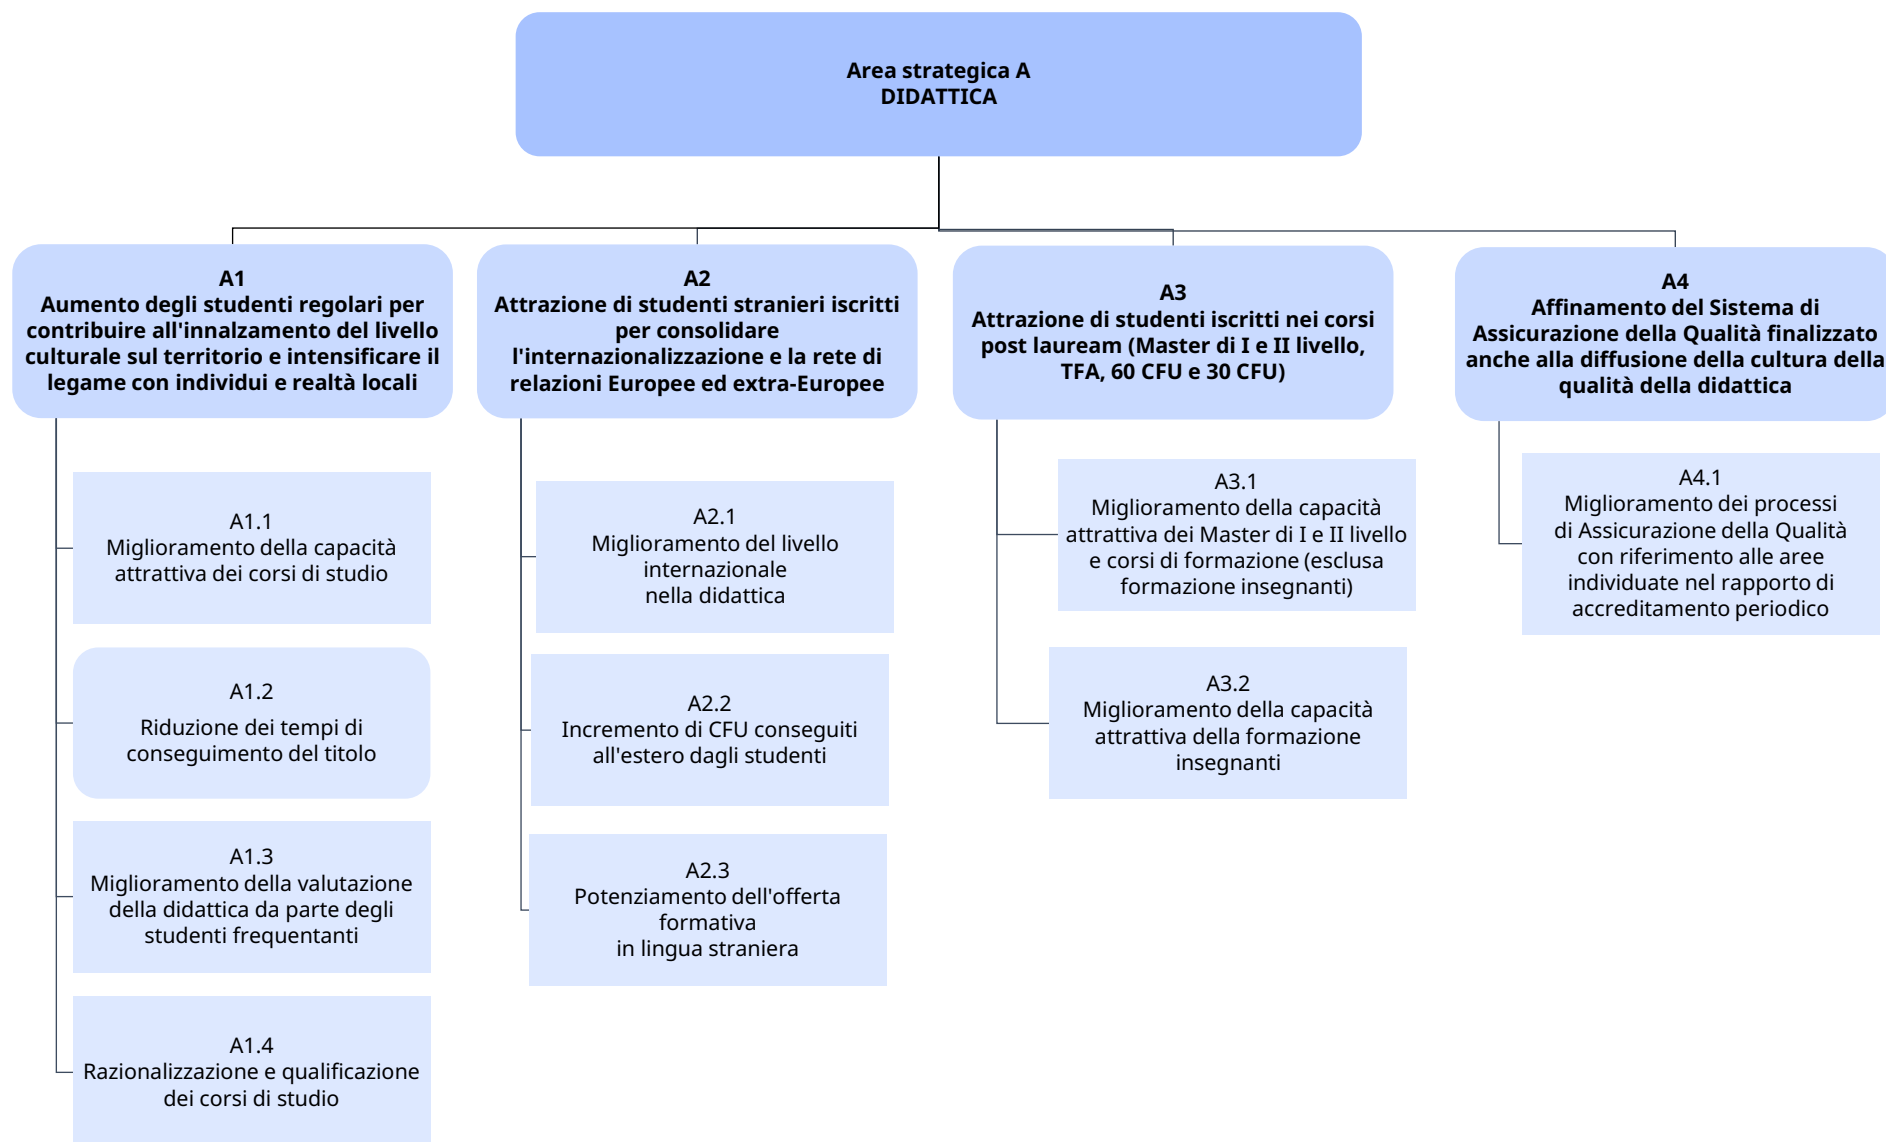 Area strategica A
DIDATTICA
A1
Aumento degli studenti regolari per
contribuire all'innalzamento del livello
culturale sul territorio e intensificare il
legame con individui e realtà locali
A1.1
Miglioramento della capacità
attrattiva dei corsi di studio
A1.2
Riduzione dei tempi di
conseguimento del titolo
A1.3
Miglioramento della valutazione
della didattica da parte degli
studenti frequentanti
A1.4
Razionalizzazione e qualificazione
dei corsi di studio
A2
Attrazione di studenti stranieri iscritti
per consolidare
l'internazionalizzazione e la rete di
relazioni Europee ed extra-Europee
A2.1
Miglioramento del livello
internazionale
nella didattica
A2.2
Incremento di CFU conseguiti
all'estero dagli studenti
A2.3
Potenziamento dell'offerta
formativa
in lingua straniera
A3
Attrazione di studenti iscritti nei corsi
post lauream (Master di I e II livello,
TFA, 60 CFU e 30 CFU)
A3.1
Miglioramento della capacità
attrattiva dei Master di I e II livello
e corsi di formazione (esclusa
formazione insegnanti)
A3.2
Miglioramento della capacità
attrattiva della formazione
insegnanti
A4
Affinamento del Sistema di
Assicurazione della Qualità finalizzato
anche alla diffusione della cultura della
qualità della didattica
A4.1
Miglioramento dei processi
di Assicurazione della Qualità
con riferimento alle aree
individuate nel rapporto di
accreditamento periodico